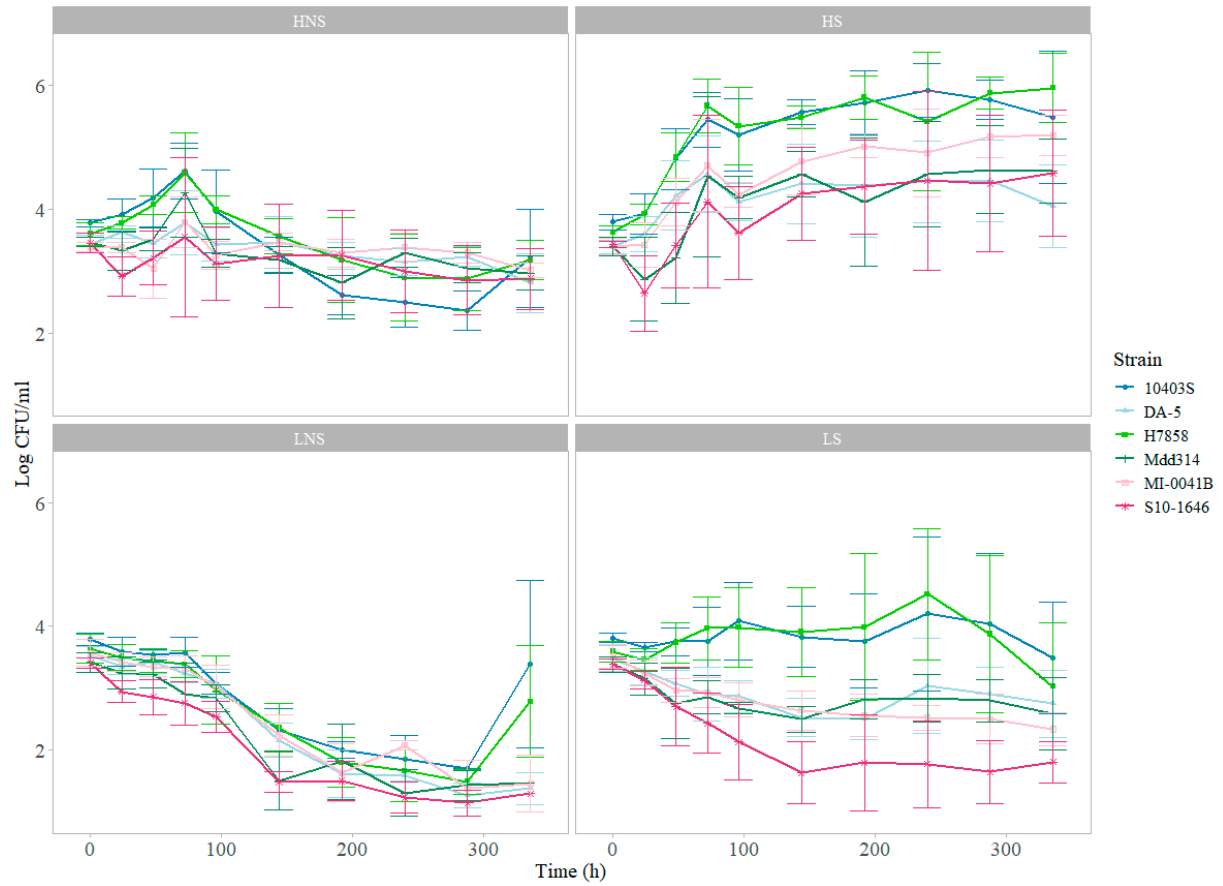 HNS
HS
6
4
2
Log CFU/ml
LNS
LS
6
4
2
0
100
200
300
0
100
200
300
Time (h)
Strain
10403S
DA-5
H7858
Mdd314
MI-0041B
S10-1646